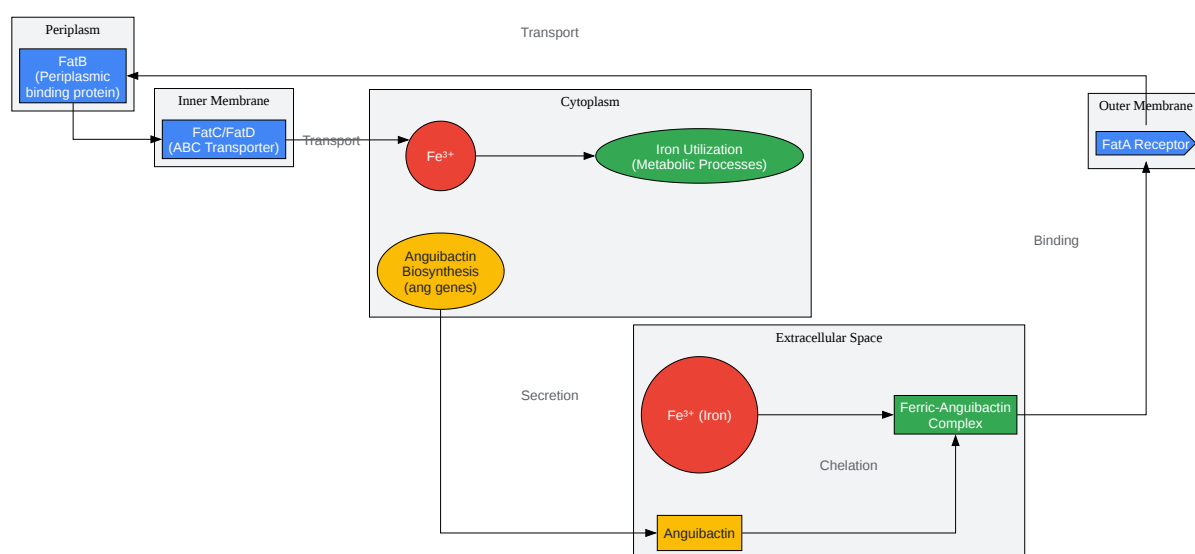 Periplasm
FatB
(Periplasmic
binding protein)
Transport
Inner Membrane
FatC/FatD
(ABC Transporter)
Transport
Cytoplasm
Fe³⁺
Iron Utilization
(Metabolic Processes)
Anguibactin
Biosynthesis
(ang genes)
Outer Membrane
FatA Receptor
Binding
Secretion
Extracellular Space
Fe³⁺ (Iron)
Ferric-Anguibactin
Complex
Chelation
Anguibactin